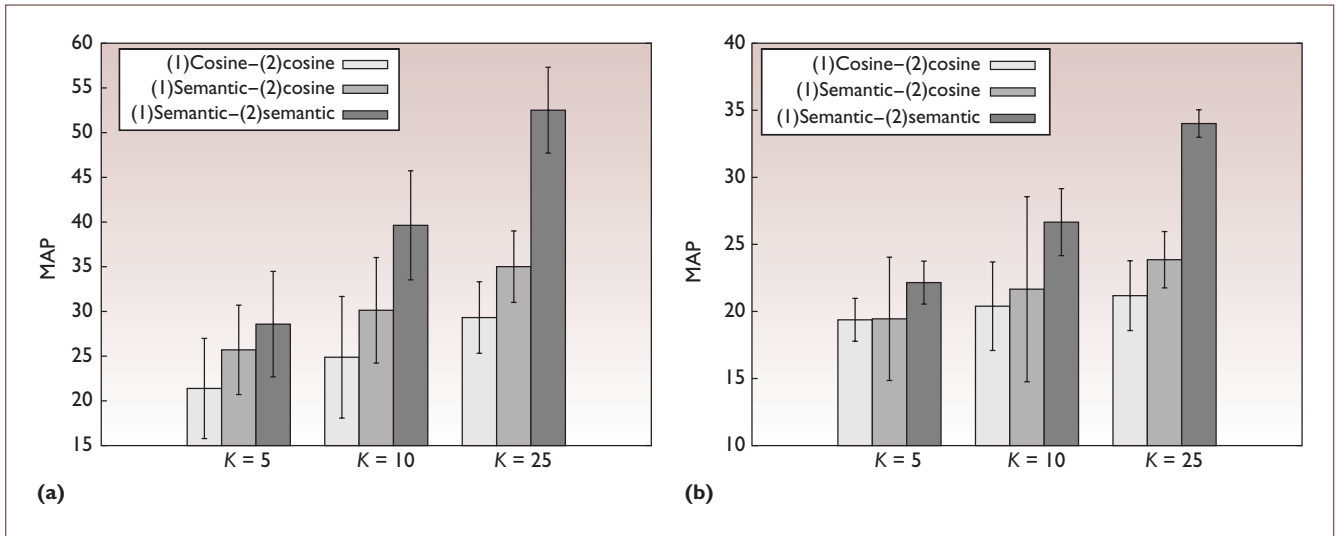 60
55
50
45
40
35
30
25
20
15
MAP
(1)Cosine–(2)cosine
(1)Semantic–(2)cosine
(1)Semantic–(2)semantic
K = 5
K = 10
K = 25
(a)
40
35
30
25
20
15
10
MAP
(1)Cosine–(2)cosine
(1)Semantic–(2)cosine
(1)Semantic–(2)semantic
K = 5
K = 10
K = 25
(b)